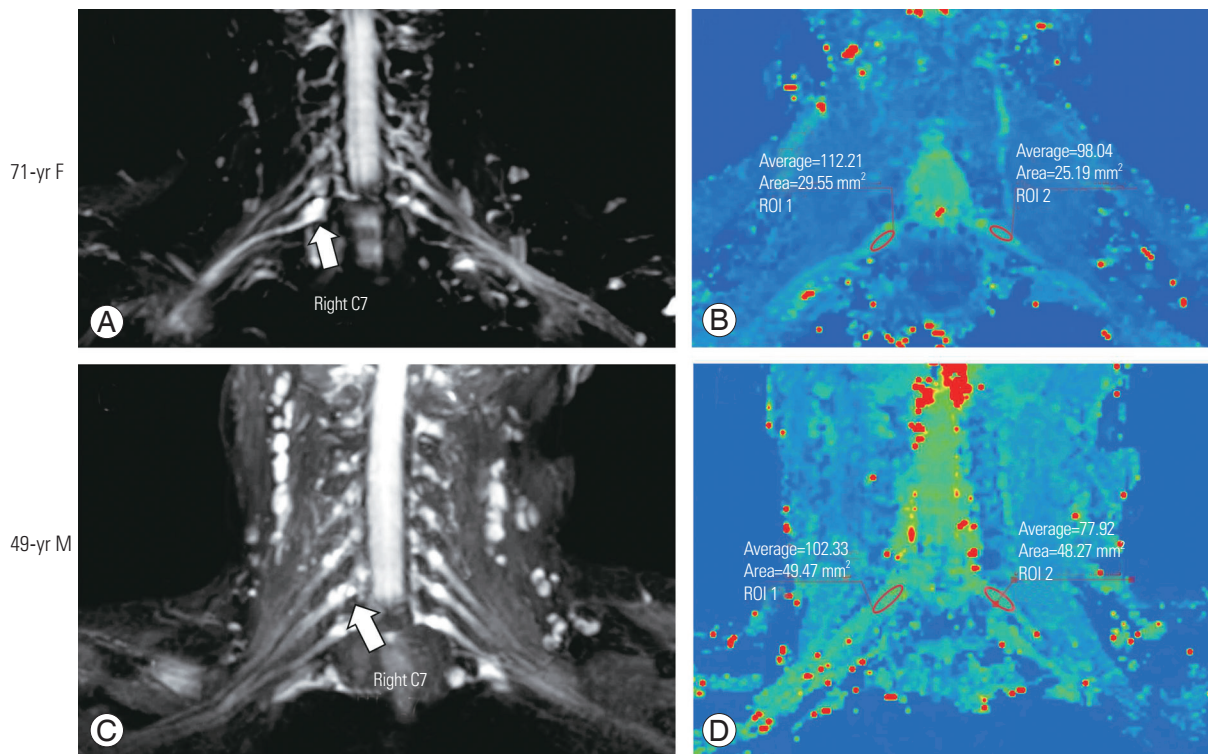 71-yr F
A
Right C7
Average=112.21
Area=29.55 mm²
ROI 1
Average=98.04
Area=25.19 mm²
ROI 2
B
49-yr M
C
Right C7
Average=102.33
Area=49.47 mm²
ROI 1
Average=77.92
Area=48.27 mm²
ROI 2
D